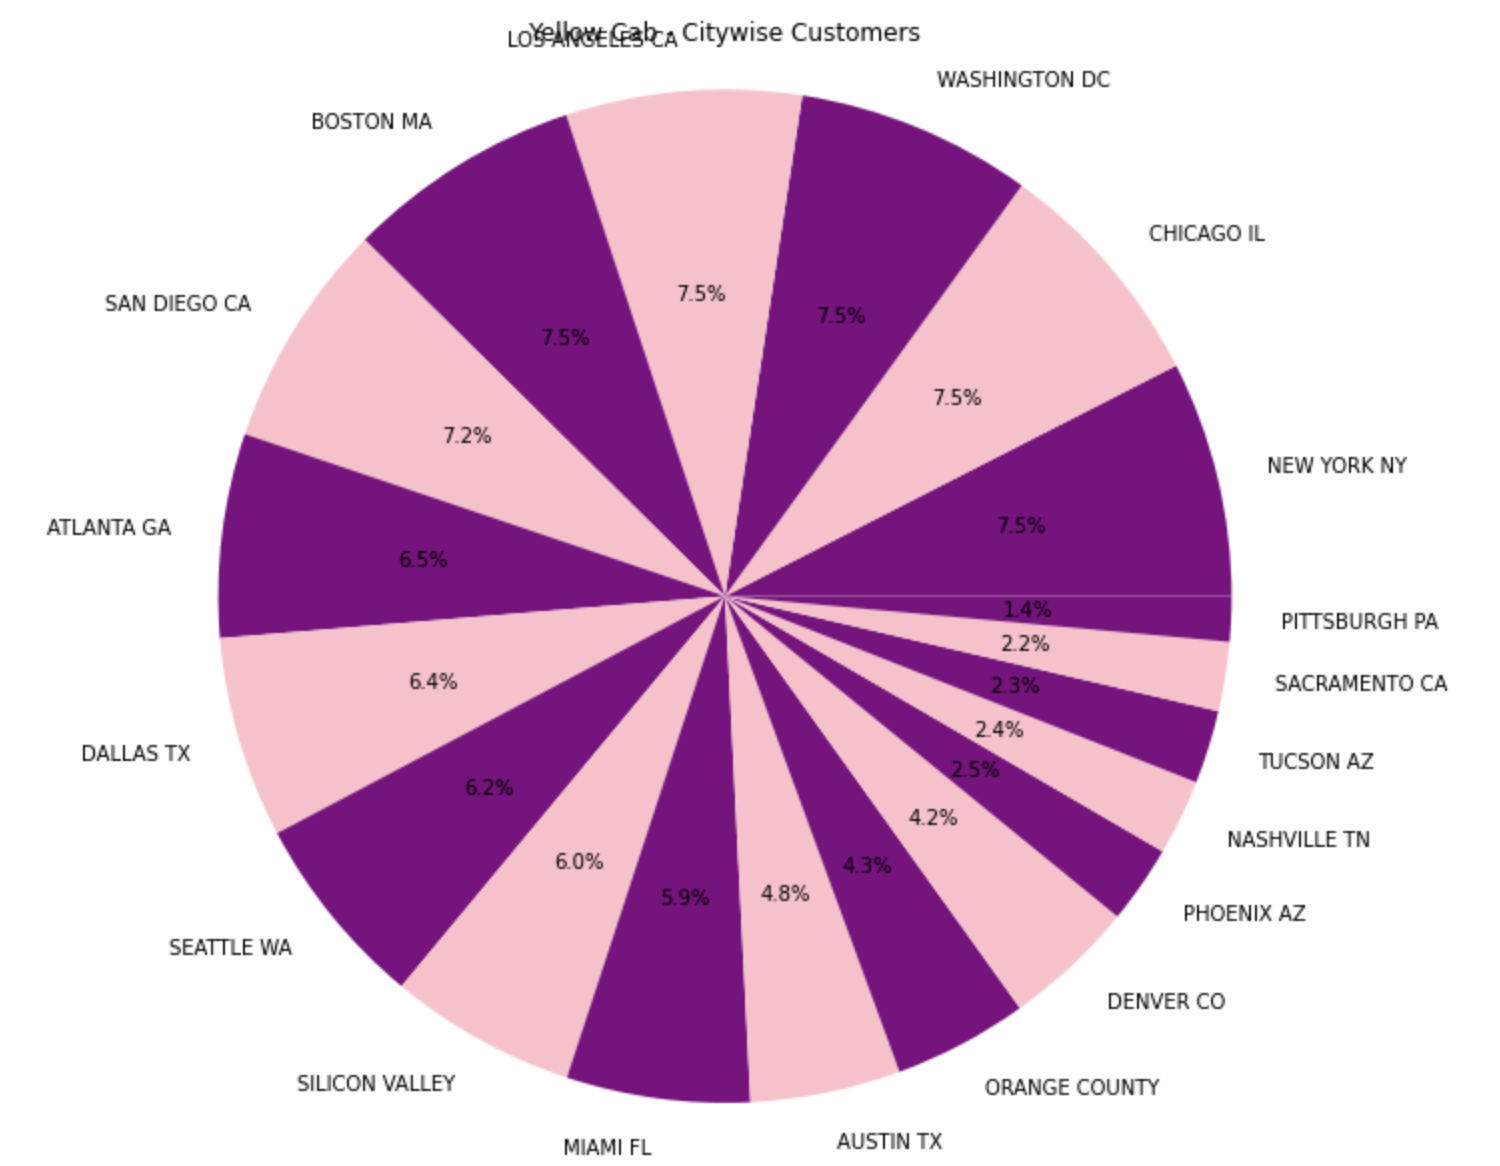 Yellow Cab - Citywise Customers
LOS ANGELES CA
WASHINGTON DC
BOSTON MA
CHICAGO IL
7.5%
SAN DIEGO CA
7.5%
7.5%
7.5%
7.2%
NEW YORK NY
7.5%
ATLANTA GA
6.5%
1.4%
PITTSBURGH PA
2.2%
6.4%
SACRAMENTO CA
2.3%
2.4%
DALLAS TX
TUCSON AZ
2.5%
6.2%
4.2%
NASHVILLE TN
6.0%
4.3%
4.8%
5.9%
PHOENIX AZ
SEATTLE WA
DENVER CO
SILICON VALLEY
ORANGE COUNTY
AUSTIN TX
MIAMI FL